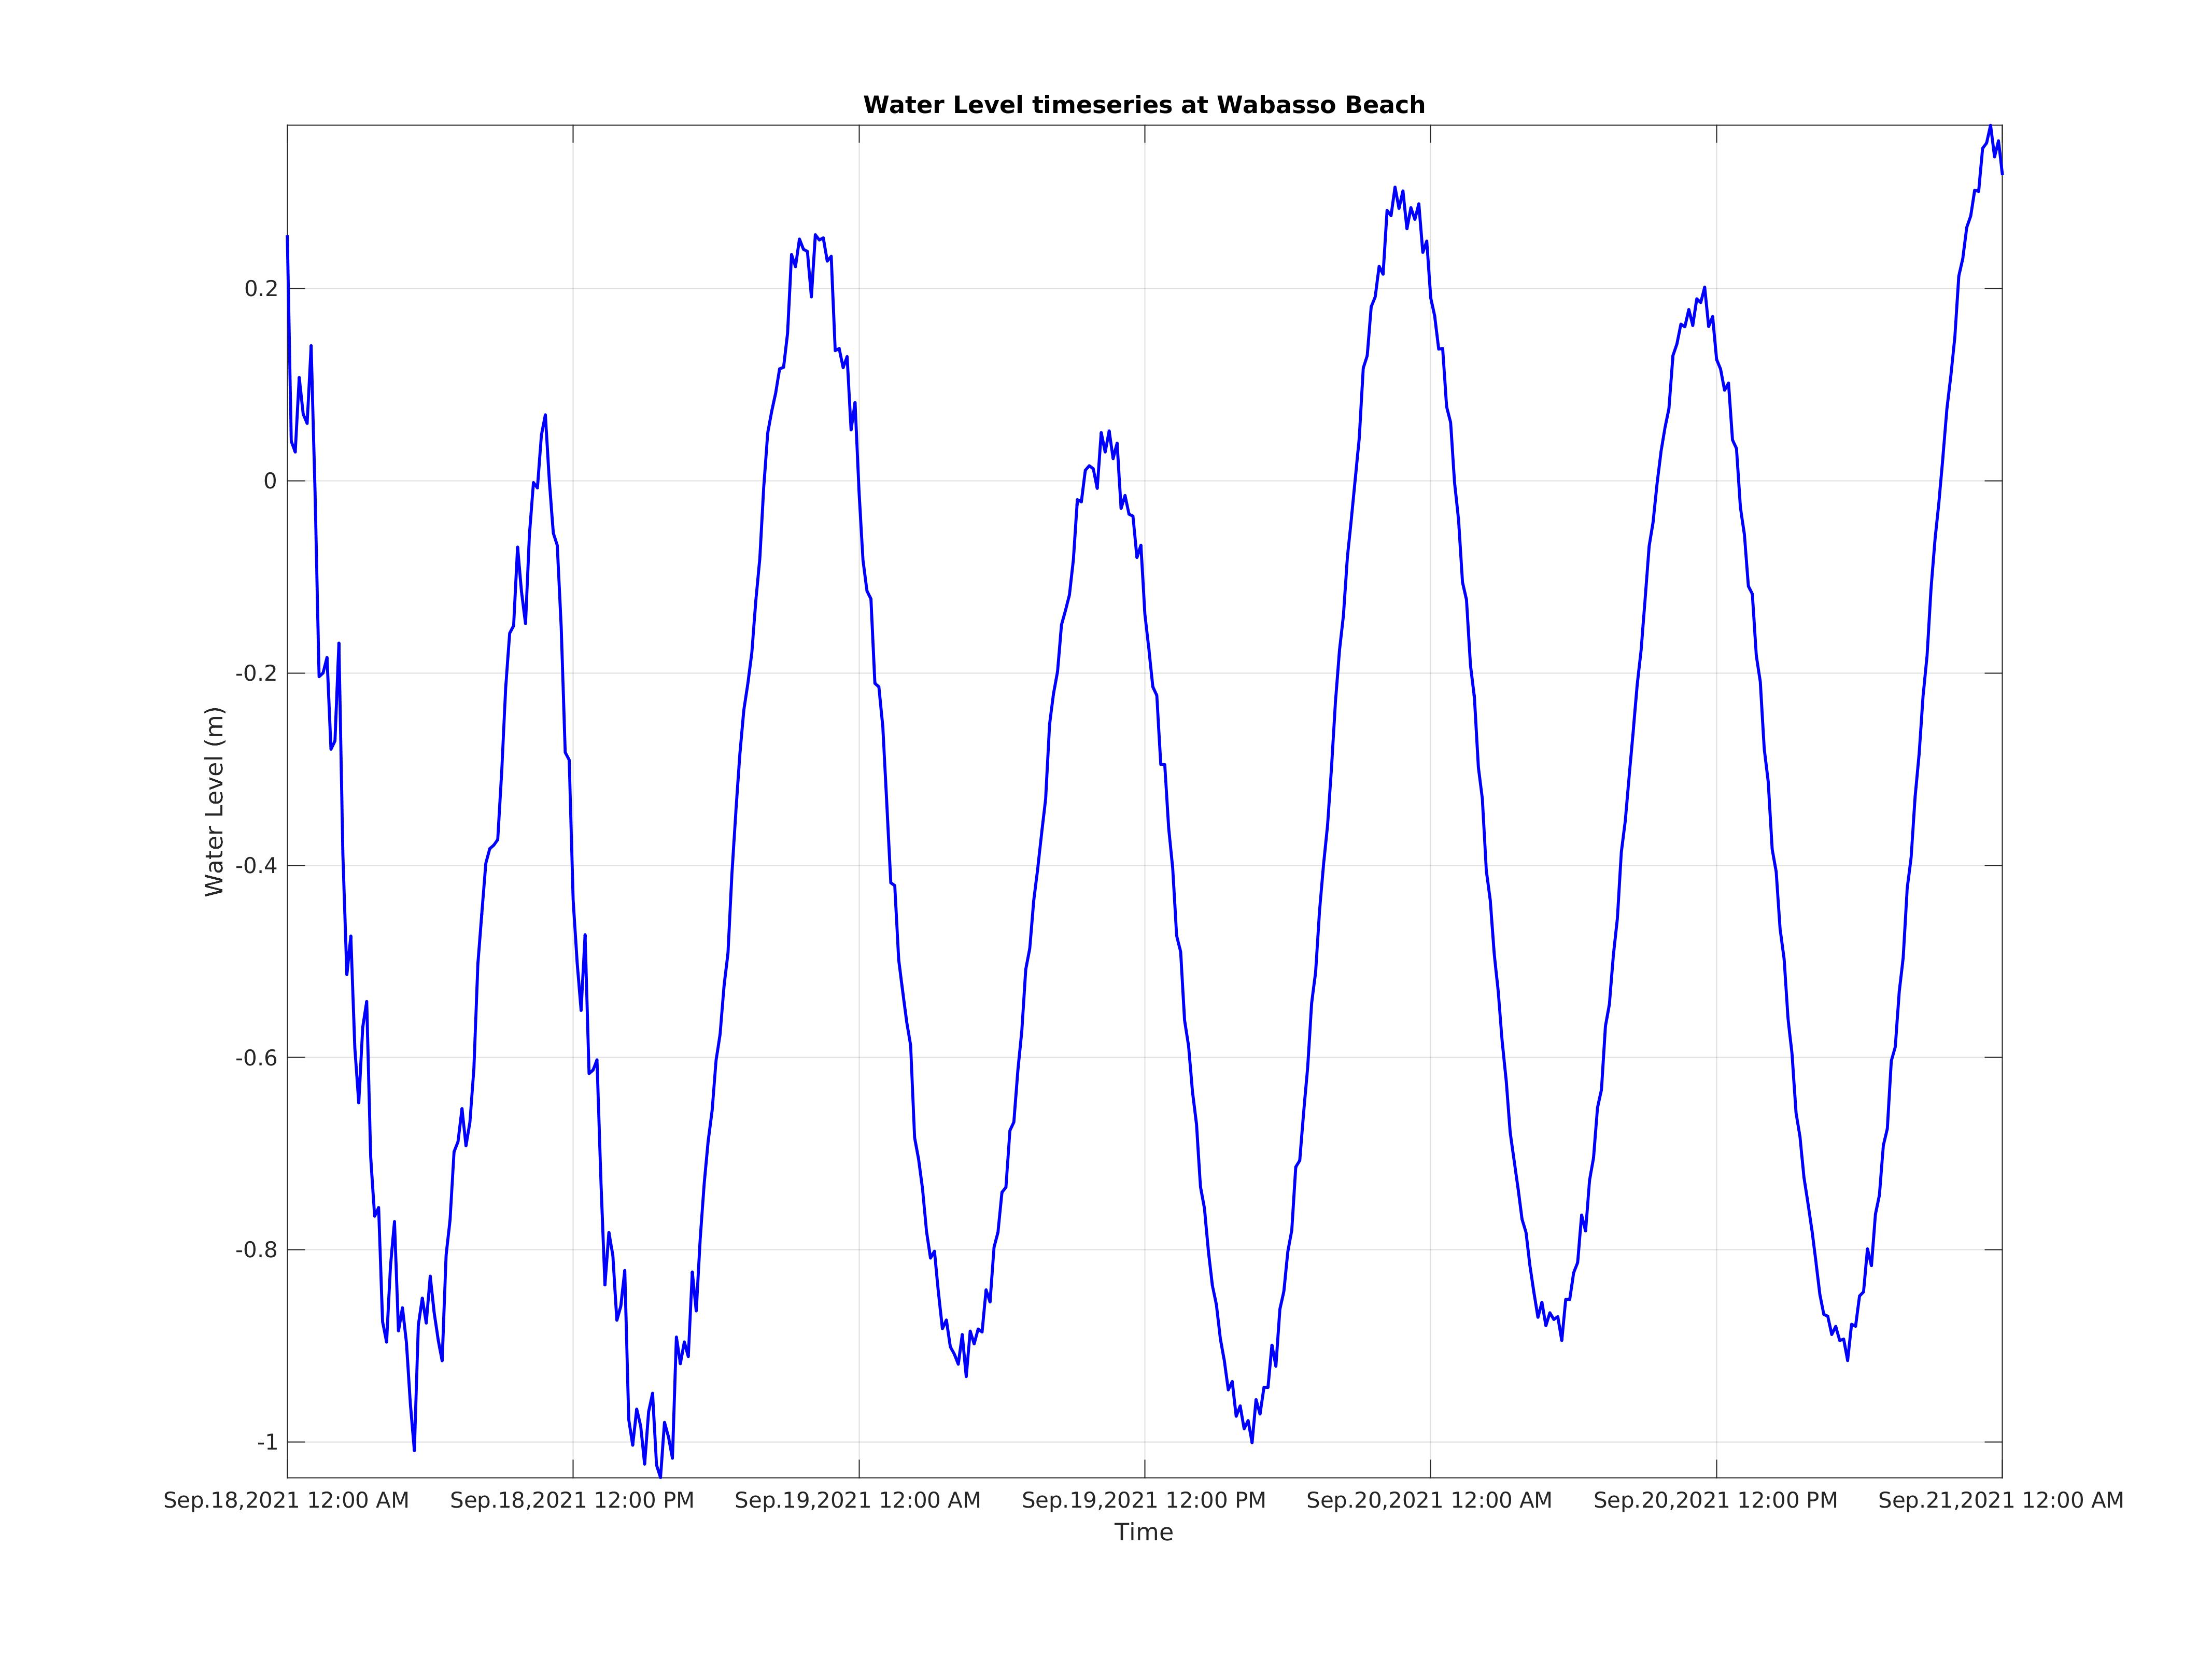 Water Level timeseries at Wabasso Beach
0.2
0
-0.2
-0.4
-0.6
-0.8
-1
Water Level (m)
Sep.18,2021 12:00 AM
Sep.18,2021 12:00 PM
Sep.19,2021 12:00 AM
Sep.19,2021 12:00 PM
Sep.20,2021 12:00 AM
Sep.20,2021 12:00 PM
Sep.21,2021 12:00 AM
Time